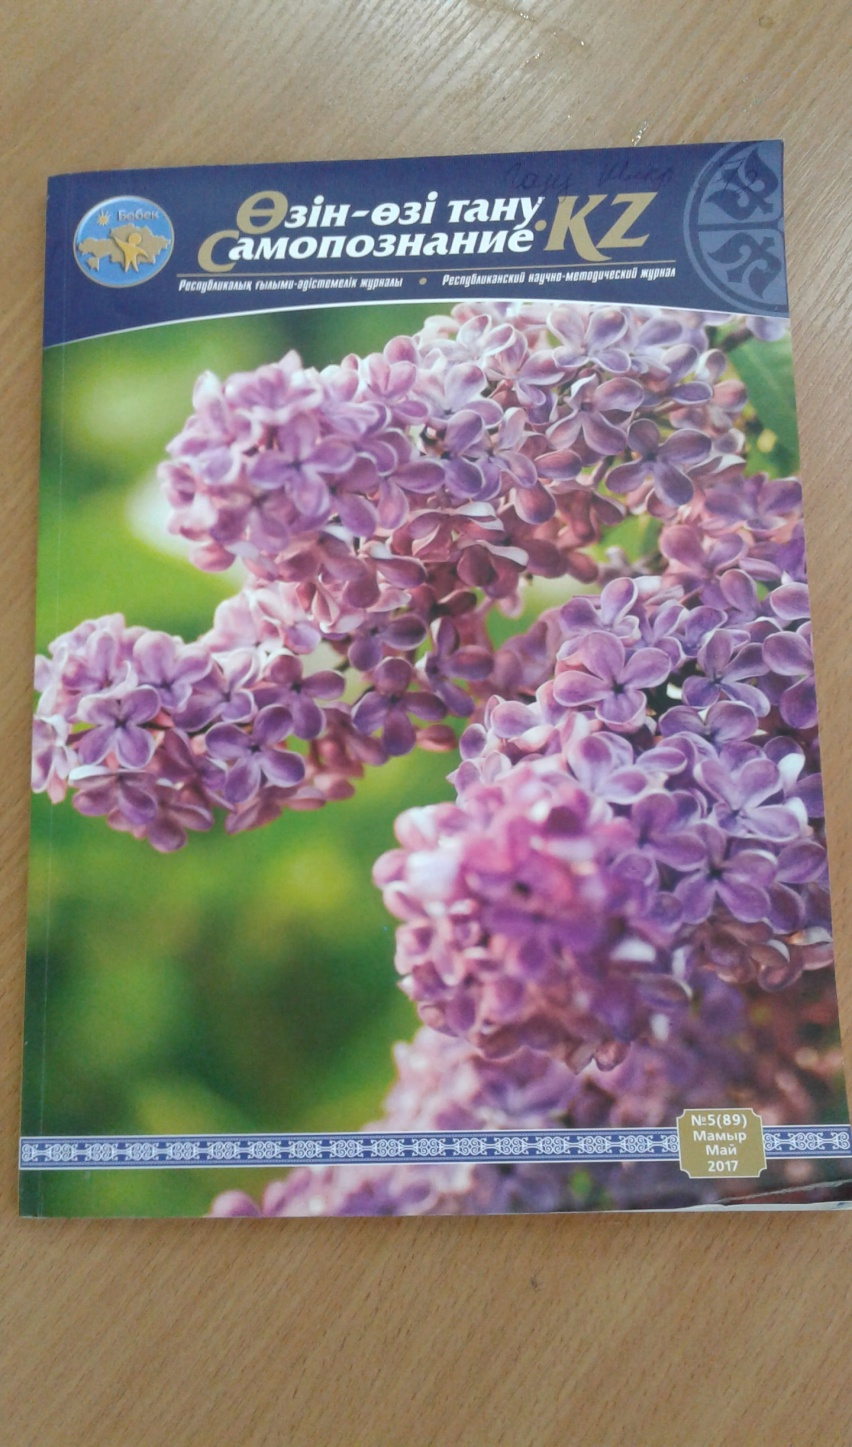 Бөбек
Өзін-өзі тану
Самопознание·KZ
Республикалық ғылыми-әдістемелік журналы • Республиканский научно-методический журнал
№5(89)
Мамыр
Май
2017